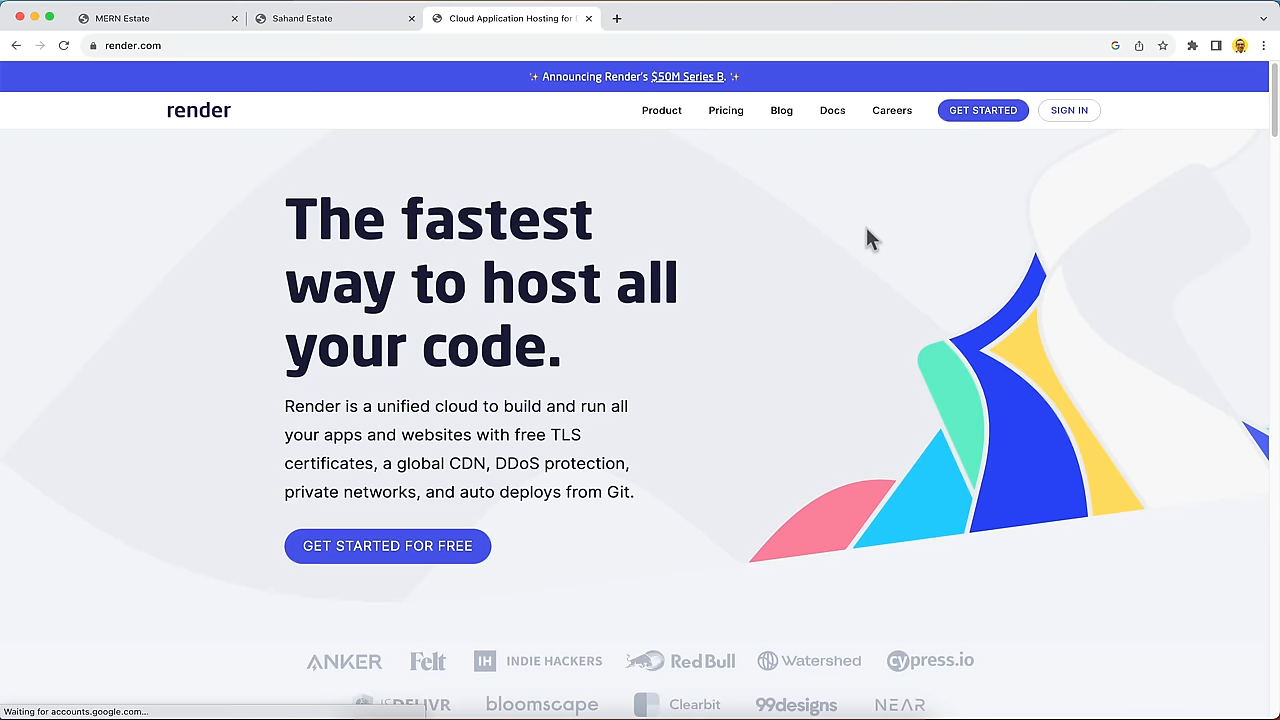 MERN Estate
Sahand Estate
Cloud Application Hosting for
render.com
✨ Announcing Render's $50M Series B. ✨
render
Product
Pricing
Blog
Docs
Careers
GET STARTED
SIGN IN
The fastest
way to host all
your code.
Render is a unified cloud to build and run all
your apps and websites with free TLS
certificates, a global CDN, DDoS protection,
private networks, and auto deploys from Git.
GET STARTED FOR FREE
ANKER
Felt
IH INDIE HACKERS
Red Bull
Watershed
cypress.io
JSDELIVR
bloomscape
Clearbit
99designs
NEAR
Waiting for accounts.google.com...